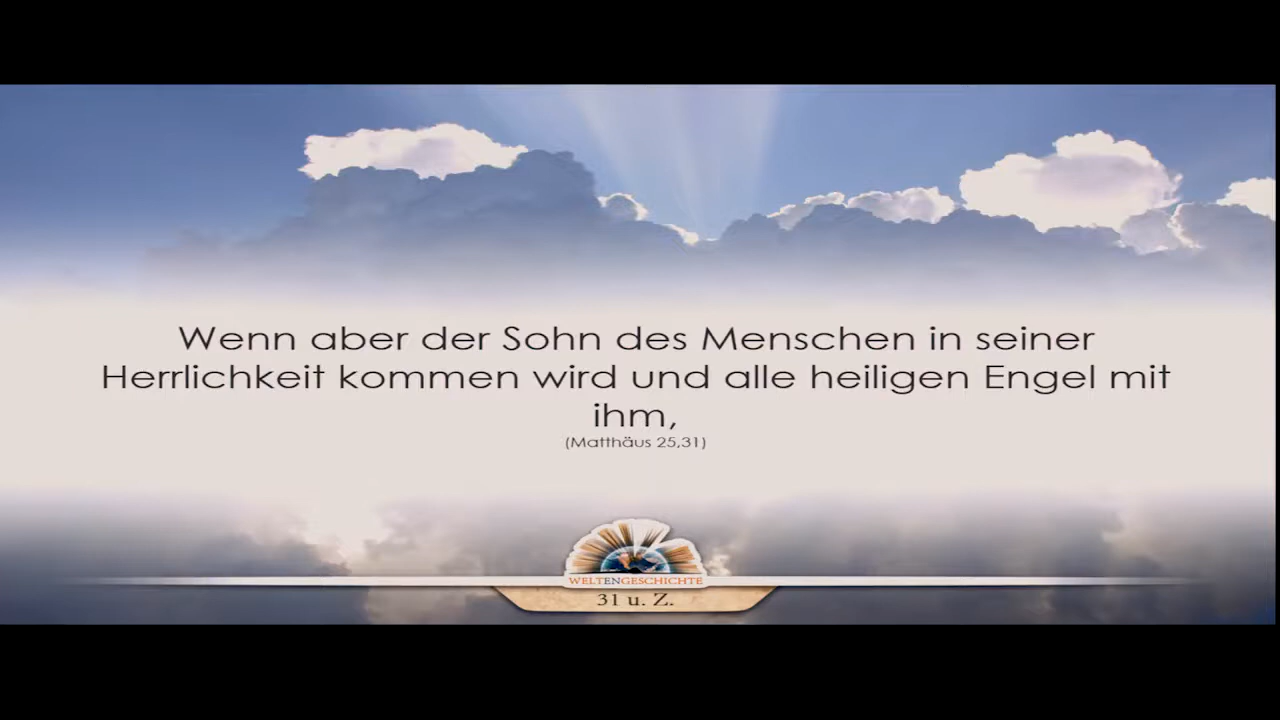 Wenn aber der Sohn des Menschen in seiner
Herrlichkeit kommen wird und alle heiligen Engel mit
ihm,
(Matthäus 25,31)
WELTENGESCHICHTE
31 u. Z.